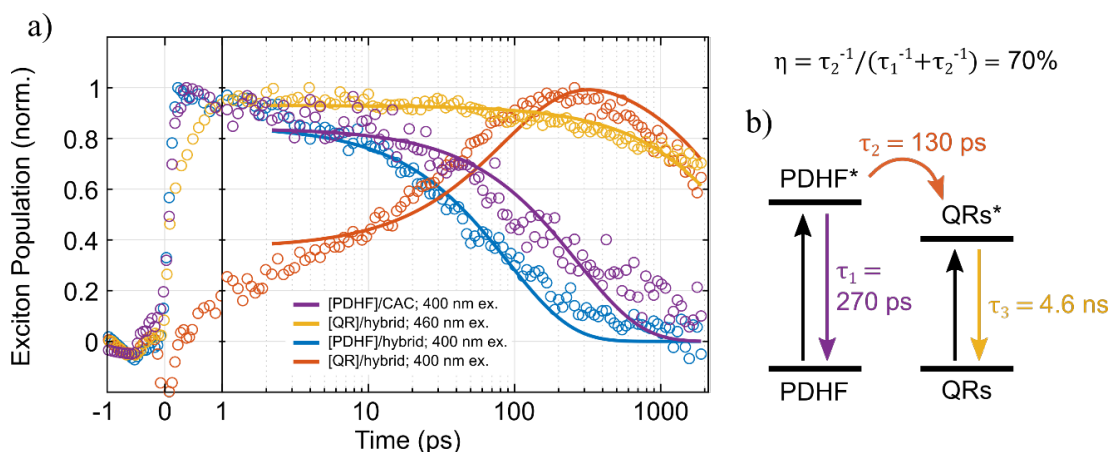 a)
Exciton Population (norm.)
1
0.8
0.6
0.4
0.2
0
[PDHF]/CAC; 400 nm ex.
[QR]/hybrid; 460 nm ex.
[PDHF]/hybrid; 400 nm ex.
[QR]/hybrid; 400 nm ex.
-1 0 1 10 100 1000
Time (ps)
η = τ₂⁻¹/(τ₁⁻¹+τ₂⁻¹) = 70%
b)
τ₂ = 130 ps
PDHF*
QRs*
τ₁ =
270 ps
τ₃ = 4.6 ns
PDHF
QRs